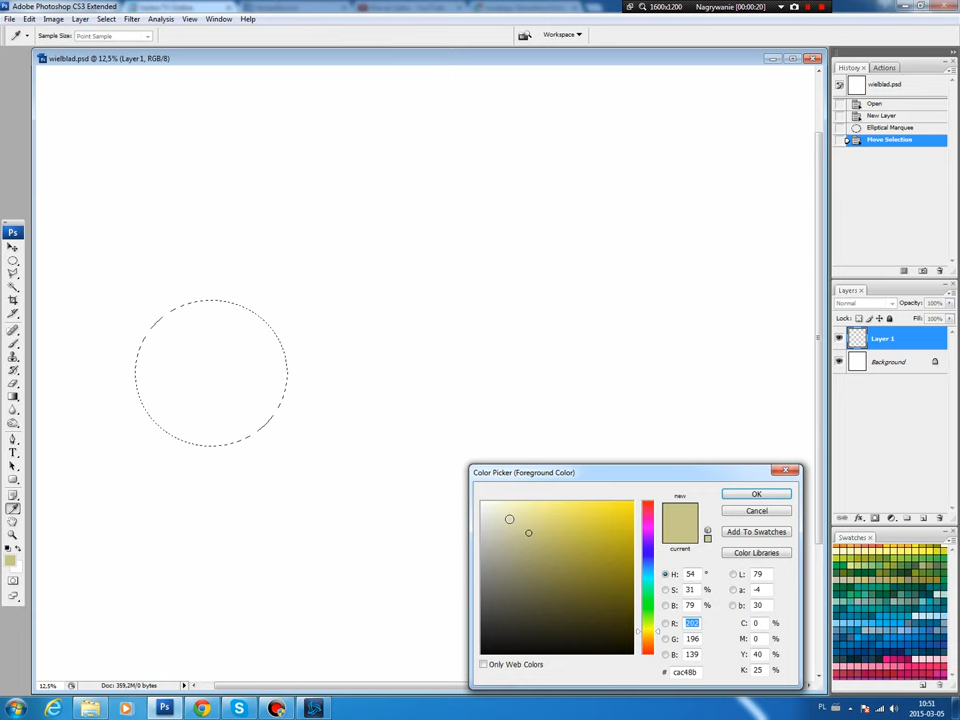 Adobe Photoshop CS3 Extended
1600x1200
Nagrywanie [00:00:20]
File Edit Image Layer Select Filter Analysis View Window Help
Sample Size: Point Sample
Workspace
wielblad.psd @ 12,5% (Layer 1, RGB/8)
History Actions
wielblad.psd
Open
New Layer
Elliptical Marquee
Move Selection
Ps
Layers
Normal Opacity: 100%
Lock: Fill: 100%
Layer 1
Background
Color Picker (Foreground Color)
new
current
OK
Cancel
Add To Swatches
Color Libraries
H: 54 ° L: 79
S: 31 % a: -4
B: 79 % b: 30
R: 202 C: 0 %
G: 196 M: 0 %
B: 139 Y: 40 %
# cac48b K: 25 %
Only Web Colors
Swatches
12,5% Doc: 359,2M/0 bytes
PL
10:51
2015-03-05